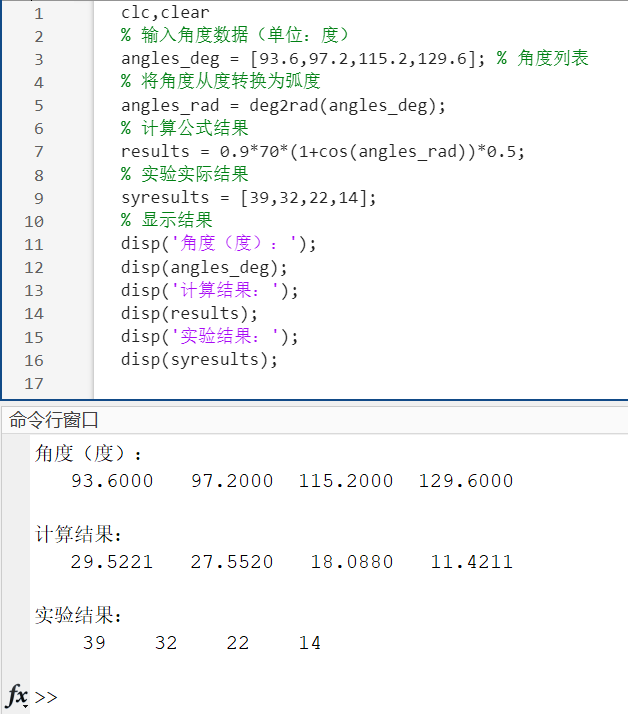 1 clc,clear
2 % 输入角度数据（单位：度）
3 angles_deg = [93.6,97.2,115.2,129.6]; % 角度列表
4 % 将角度从度转换为弧度
5 angles_rad = deg2rad(angles_deg);
6 % 计算公式结果
7 results = 0.9*70*(1+cos(angles_rad))*0.5;
8 % 实验实际结果
9 syresults = [39,32,22,14];
10 % 显示结果
11 disp('角度（度）：');
12 disp(angles_deg);
13 disp('计算结果：');
14 disp(results);
15 disp('实验结果：');
16 disp(syresults);
17
命令行窗口
角度（度）：
93.6000 97.2000 115.2000 129.6000
计算结果：
29.5221 27.5520 18.0880 11.4211
实验结果：
39 32 22 14
fx >>